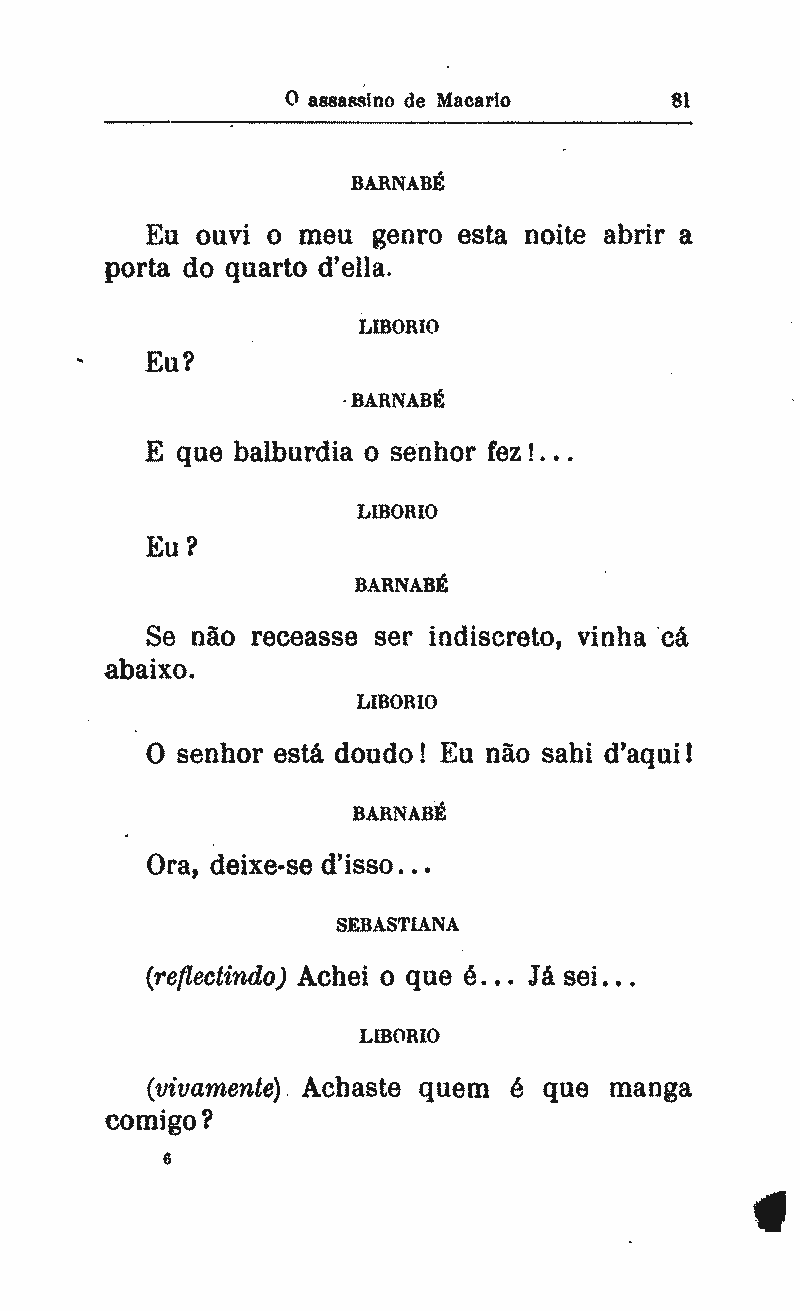 O assassino de Macario 81
BARNABÉ
Eu ouvi o meu genro esta noite abrir a
porta do quarto d'ella.
LIBORIO
Eu?
BARNABÉ
E que balburdia o senhor fez!...
LIBORIO
Eu?
BARNABÉ
Se não receasse ser indiscreto, vinha cá
abaixo.
LIBORIO
O senhor está doudo! Eu não sahi d'aqui!
BARNABÉ
Ora, deixe-se d'isso...
SEBASTIANA
(reflectindo) Achei o que é... Já sei...
LIBORIO
(vivamente) Achaste quem é que manga
comigo?
6